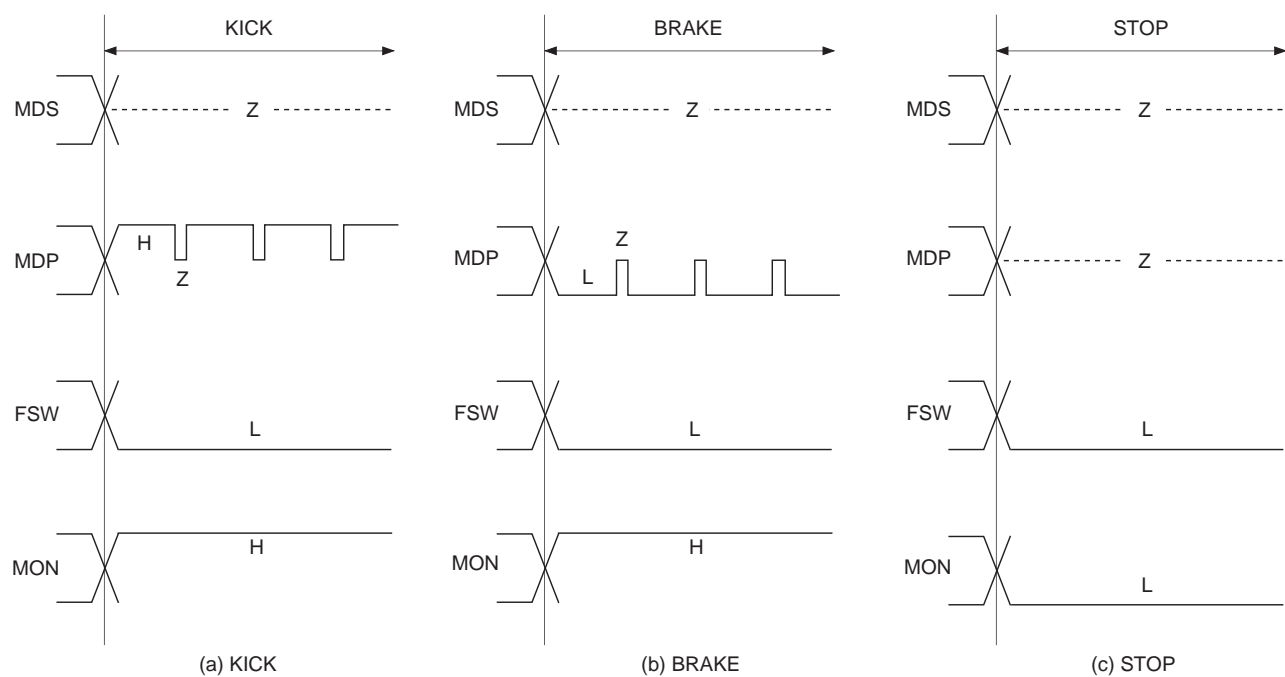 KICK
MDS
Z
MDP
H
Z
FSW
L
MON
H
(a) KICK
BRAKE
MDS
Z
MDP
Z
L
FSW
L
MON
H
(b) BRAKE
STOP
MDS
Z
MDP
Z
FSW
L
MON
L
(c) STOP